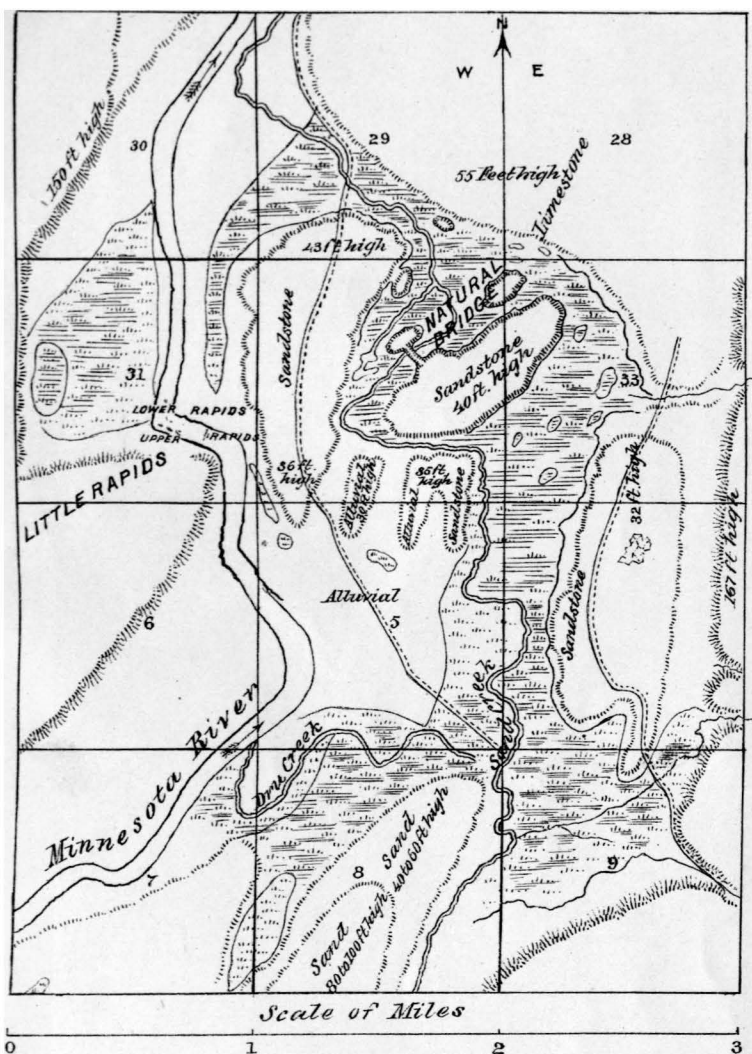 N
W E
29
28
30
150 ft high
55 Feet high
Limestone
43 ft high
NATURAL
BRIDGE
Sandstone
Sandstone
40 ft. high
31
33
LOWER RAPIDS
UPPER RAPIDS
LITTLE RAPIDS
36 ft
high
Alluvial
Alluvial
high
Sandstone
32 ft high
167 ft high
Alluvial
5
6
Sandstone
Sand Creek
Minnesota River
Dry Creek
7
8
9
Sand
40 to 60 ft high
Sand
80 to 100 ft high
Scale of Miles
0 1 2 3